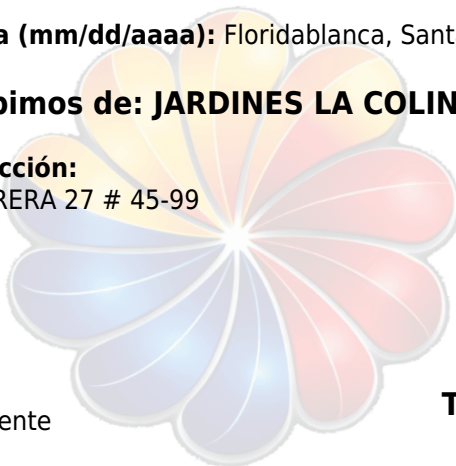 a (mm/dd/aaaa): Floridablanca, Sant
bimos de: JARDINES LA COLIN
cción:
RERA 27 # 45-99
T
ente